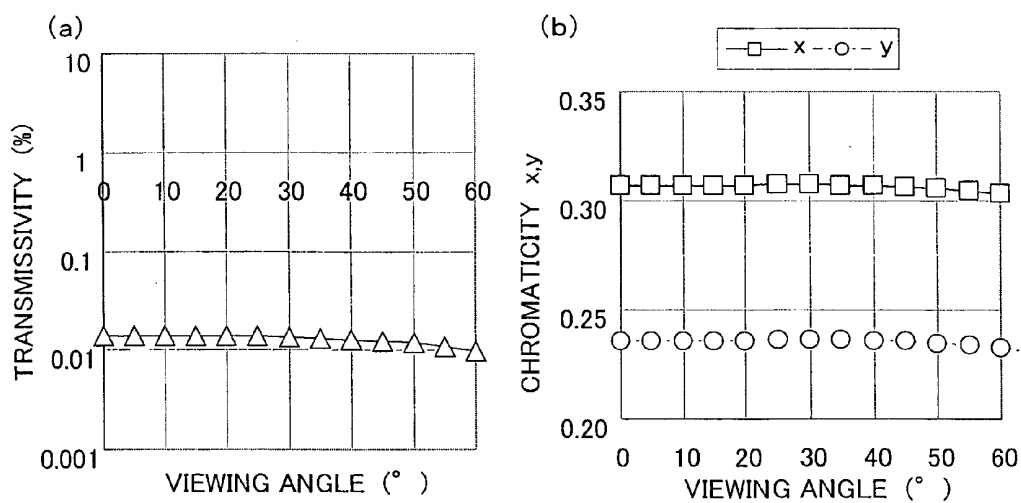 (a)
TRANSMISSIVITY (%)
10
1
0 10 20 30 40 50 60
0.1
0.01
0.001
VIEWING ANGLE (°)
(b)
x y
CHROMATICITY x,y
0.35
0.30
0.25
0.20
0 10 20 30 40 50 60
VIEWING ANGLE (°)